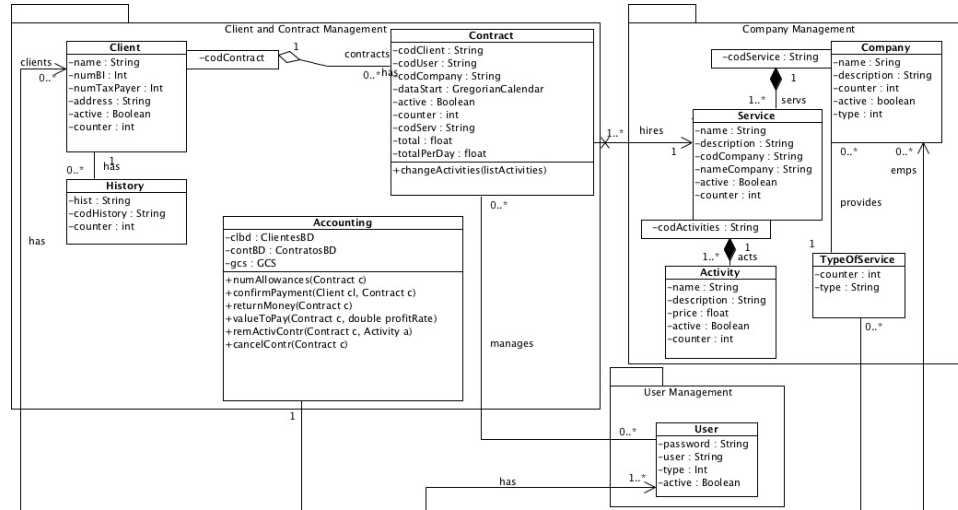 Client and Contract Management
clients
0..*
Client
-name : String
-numBI : Int
-numTaxPayer : Int
-address : String
-active : Boolean
-counter : int
-codContract
1
contracts
0..*
has
Contract
-codClient : String
-codUser : String
-codCompany : String
-dataStart : GregorianCalendar
-active : Boolean
-counter : int
-codServ : String
-total : float
-totalPerDay : float
+changeActivities(listActivities)
0..*
1
has
0..*
History
-hist : String
-codHistory : String
-counter : int
has
Accounting
-clbd : ClientesBD
-contBD : ContratosBD
-gcs : GCS
+numAllowances(Contract c)
+confirmPayment(Client cl, Contract c)
+returnMoney(Contract c)
+valueToPay(Contract c, double profitRate)
+remActivContr(Contract c, Activity a)
+cancelContr(Contract c)
1
manages
1..*
hires
1
Company Management
-codService : String
1
1..*
servs
Company
-name : String
-description : String
-counter : int
-active : boolean
-type : int
Service
-name : String
-description : String
-codCompany : String
-nameCompany : String
-active : Boolean
-counter : int
0..*
0..*
emps
provides
-codActivities : String
1
1..*
acts
Activity
-name : String
-description : String
-price : float
-active : Boolean
-counter : int
1
TypeOfService
-counter : int
-type : String
0..*
User Management
0..*
User
-password : String
-user : String
-type : Int
-active : Boolean
has
1..*